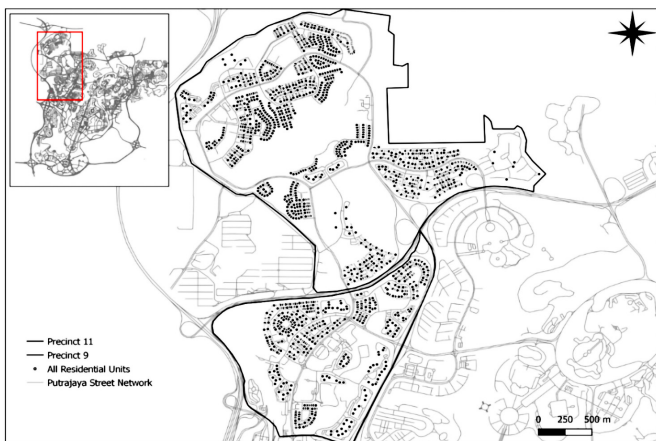 Precinct 11
Precinct 9
All Residential Units
Putrajaya Street Network
0 250 500 m